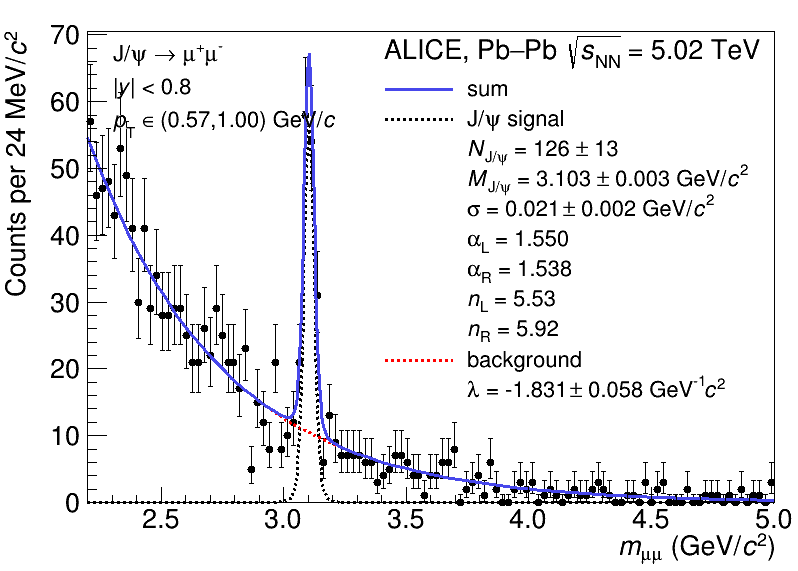 Counts per 24 MeV/c²
70
60
50
40
30
20
10
0
J/ψ → μ⁺μ⁻
|y| < 0.8
p_T ∈ (0.57,1.00) GeV/c
ALICE, Pb–Pb √s_NN = 5.02 TeV
sum
J/ψ signal
N_J/ψ = 126 ± 13
M_J/ψ = 3.103 ± 0.003 GeV/c²
σ = 0.021 ± 0.002 GeV/c²
α_L = 1.550
α_R = 1.538
n_L = 5.53
n_R = 5.92
background
λ = -1.831 ± 0.058 GeV⁻¹c²
2.5 3.0 3.5 4.0 4.5 5.0
m_μμ (GeV/c²)